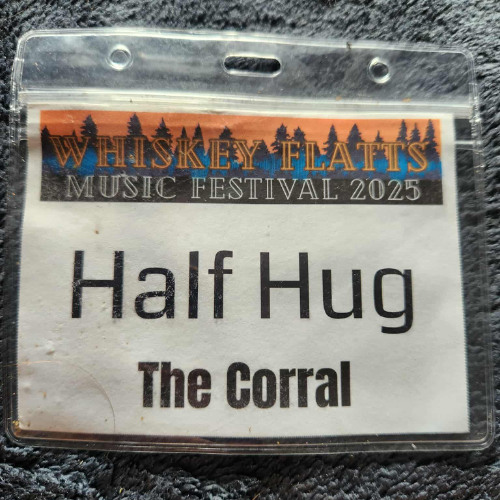 WHISKEY FLATTS
MUSIC FESTIVAL 2025
Half Hug
The Corral